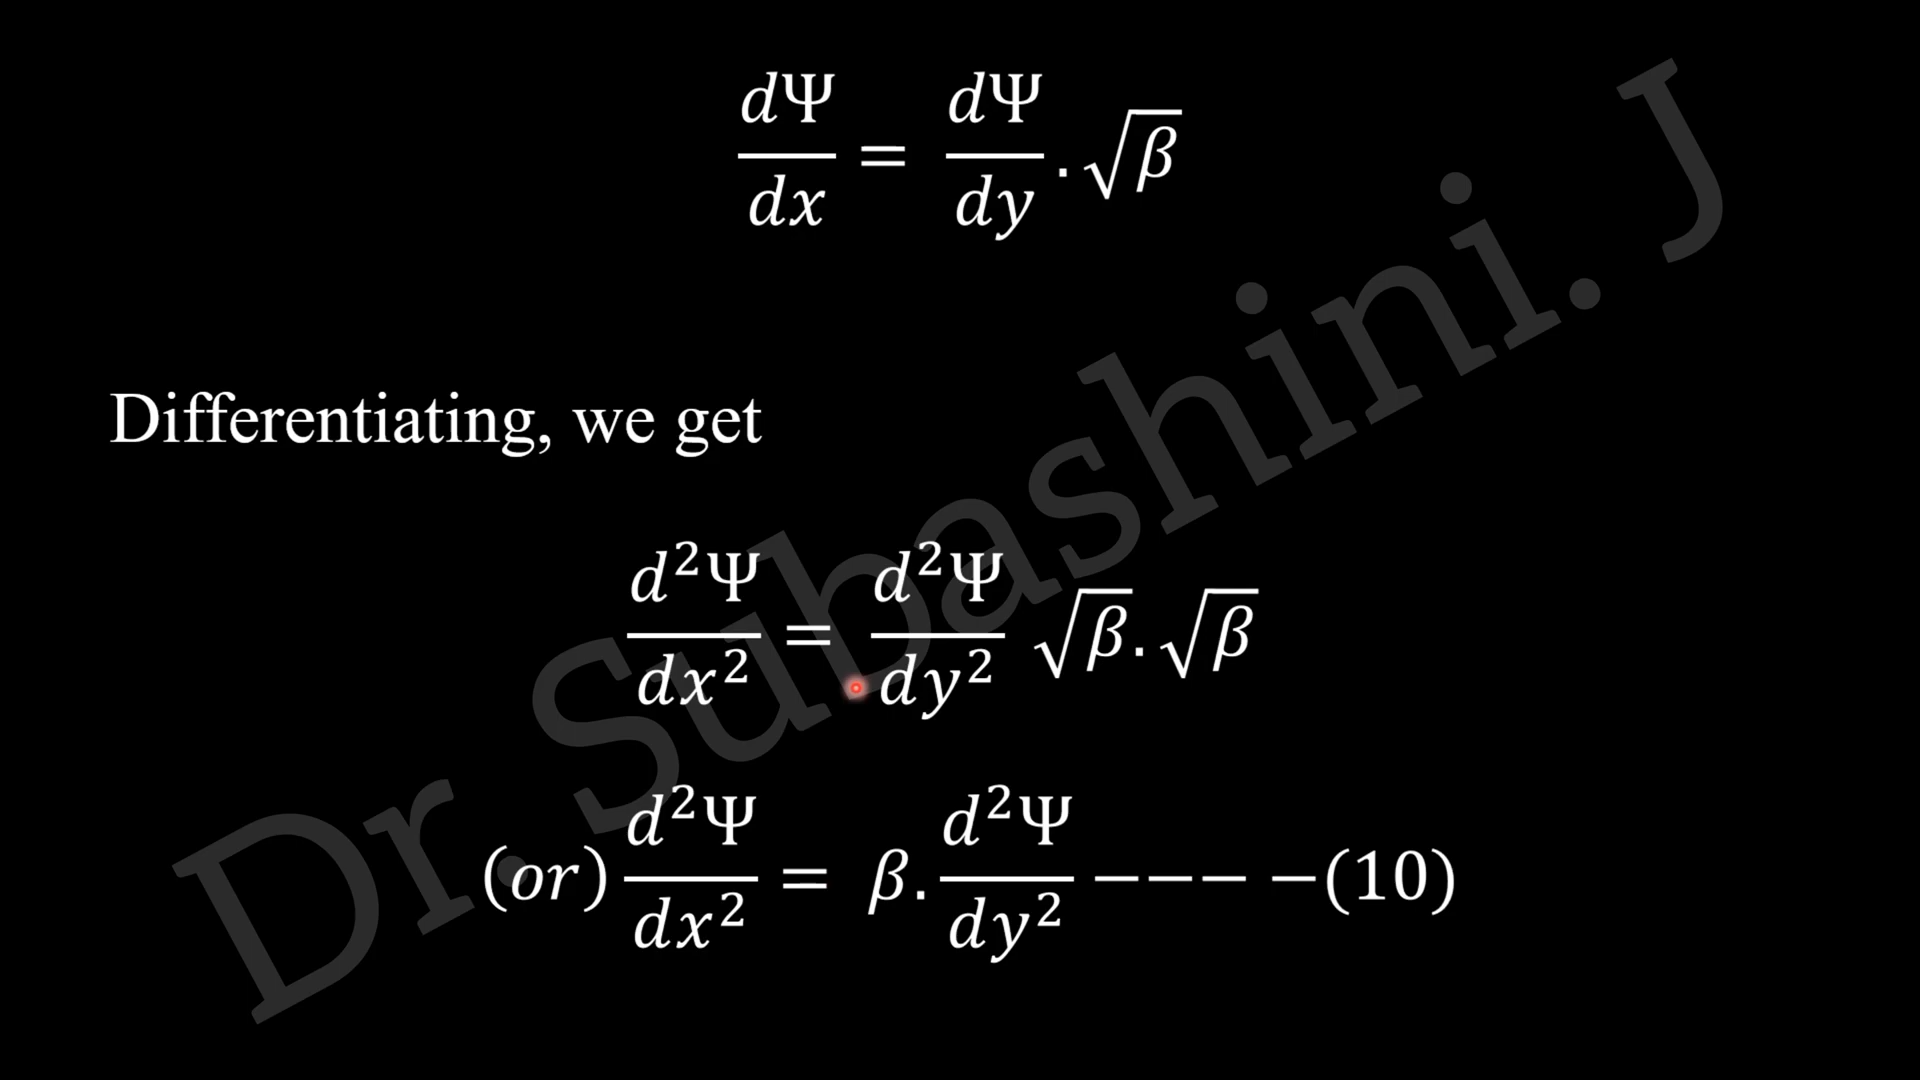 dΨ/dx = dΨ/dy . √β
Differentiating, we get
d²Ψ/dx² = d²Ψ/dy² √β . √β
(or) d²Ψ/dx² = β . d²Ψ/dy² −−− −(10)
Dr. Subashini. J